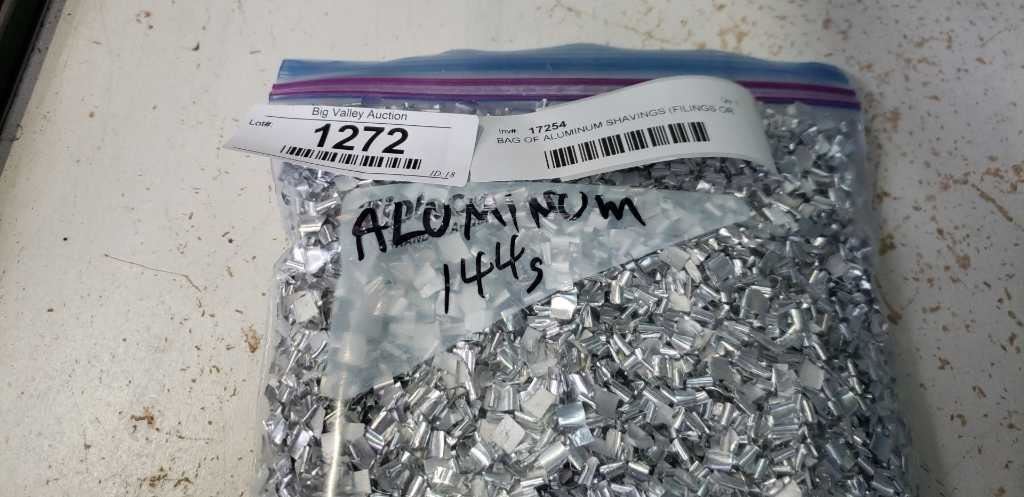 Big Valley Auction
Lot#:
1272
ID-18
Inv#: 17254
BAG OF ALUMINUM SHAVINGS (FILINGS OR
ALUMINUM
144s